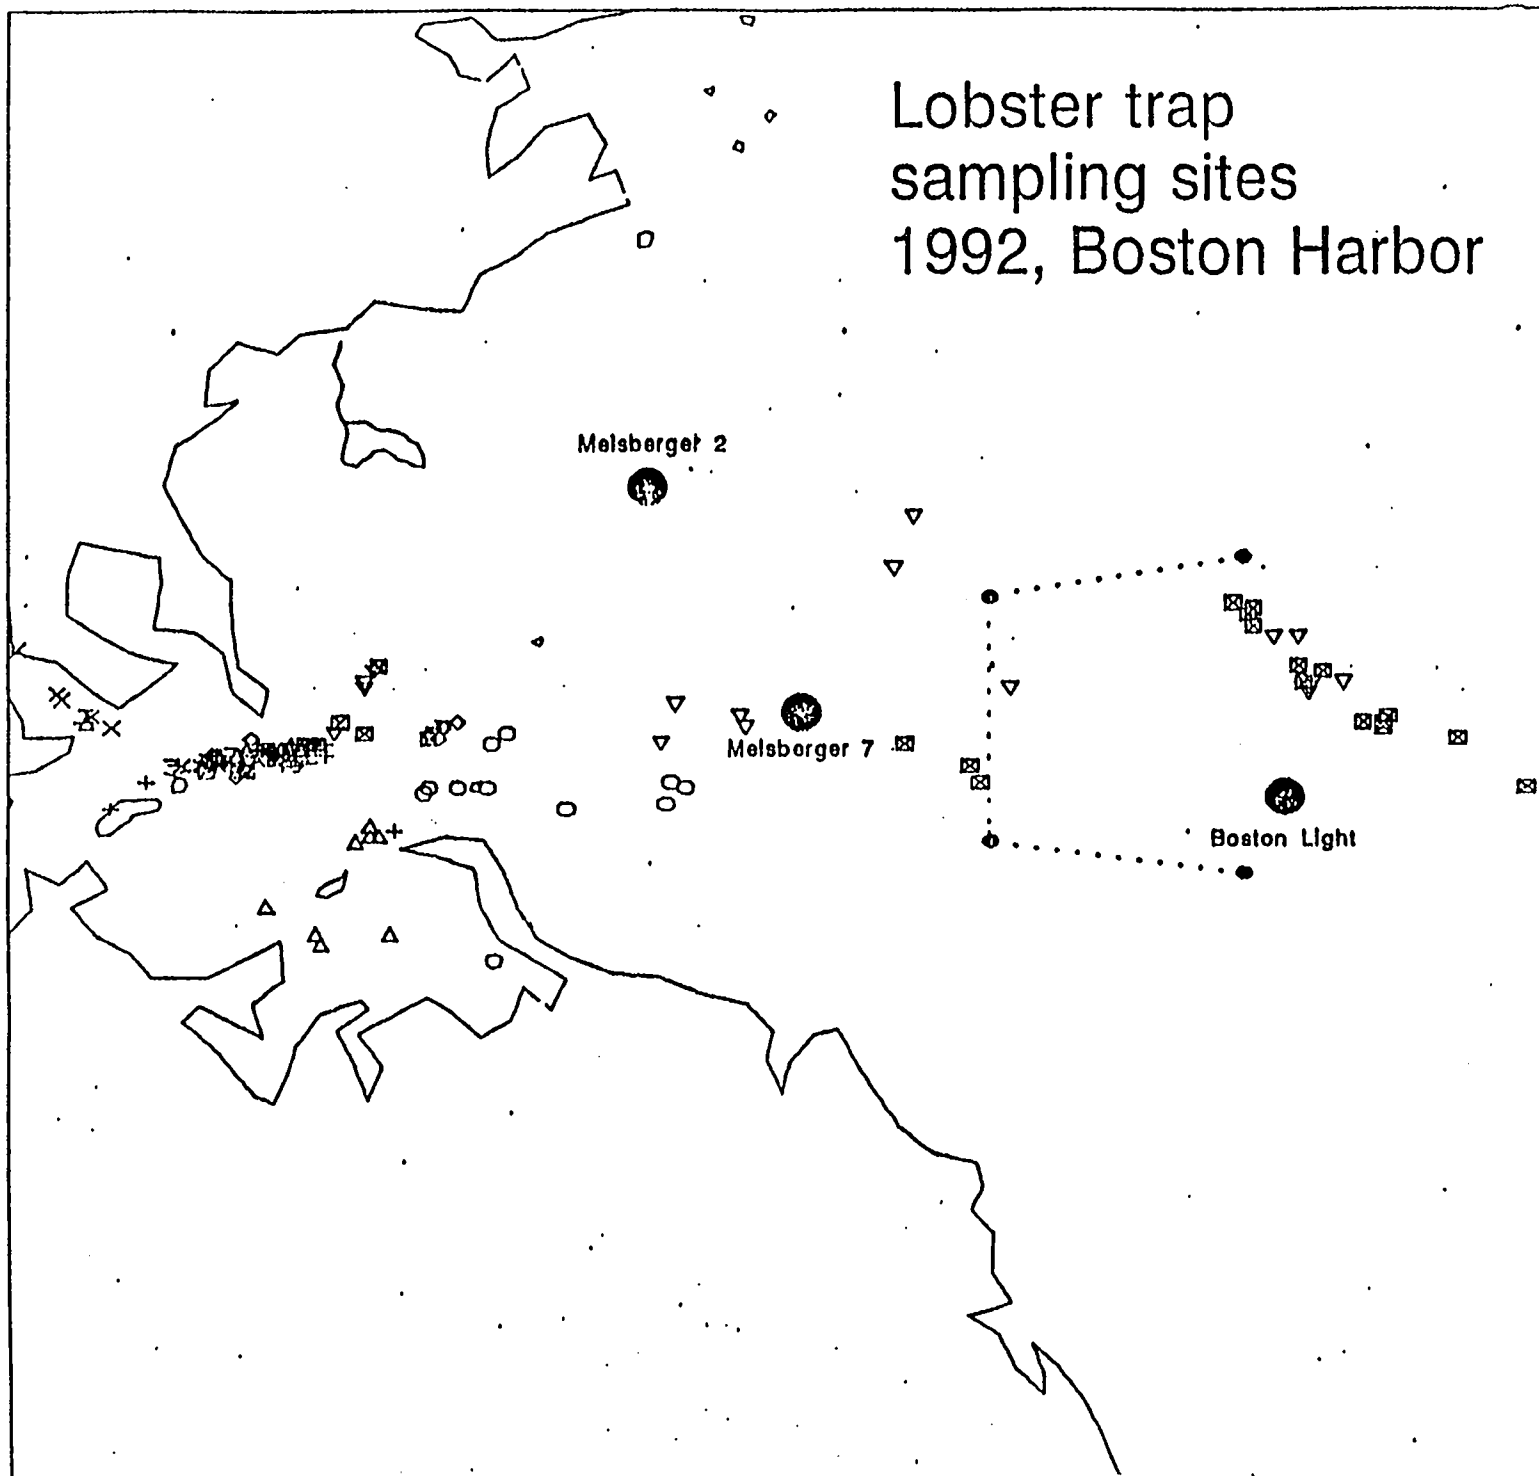 Lobster trap
sampling sites
1992, Boston Harbor
Meisberger 2
Meisberger 7
Boston Light